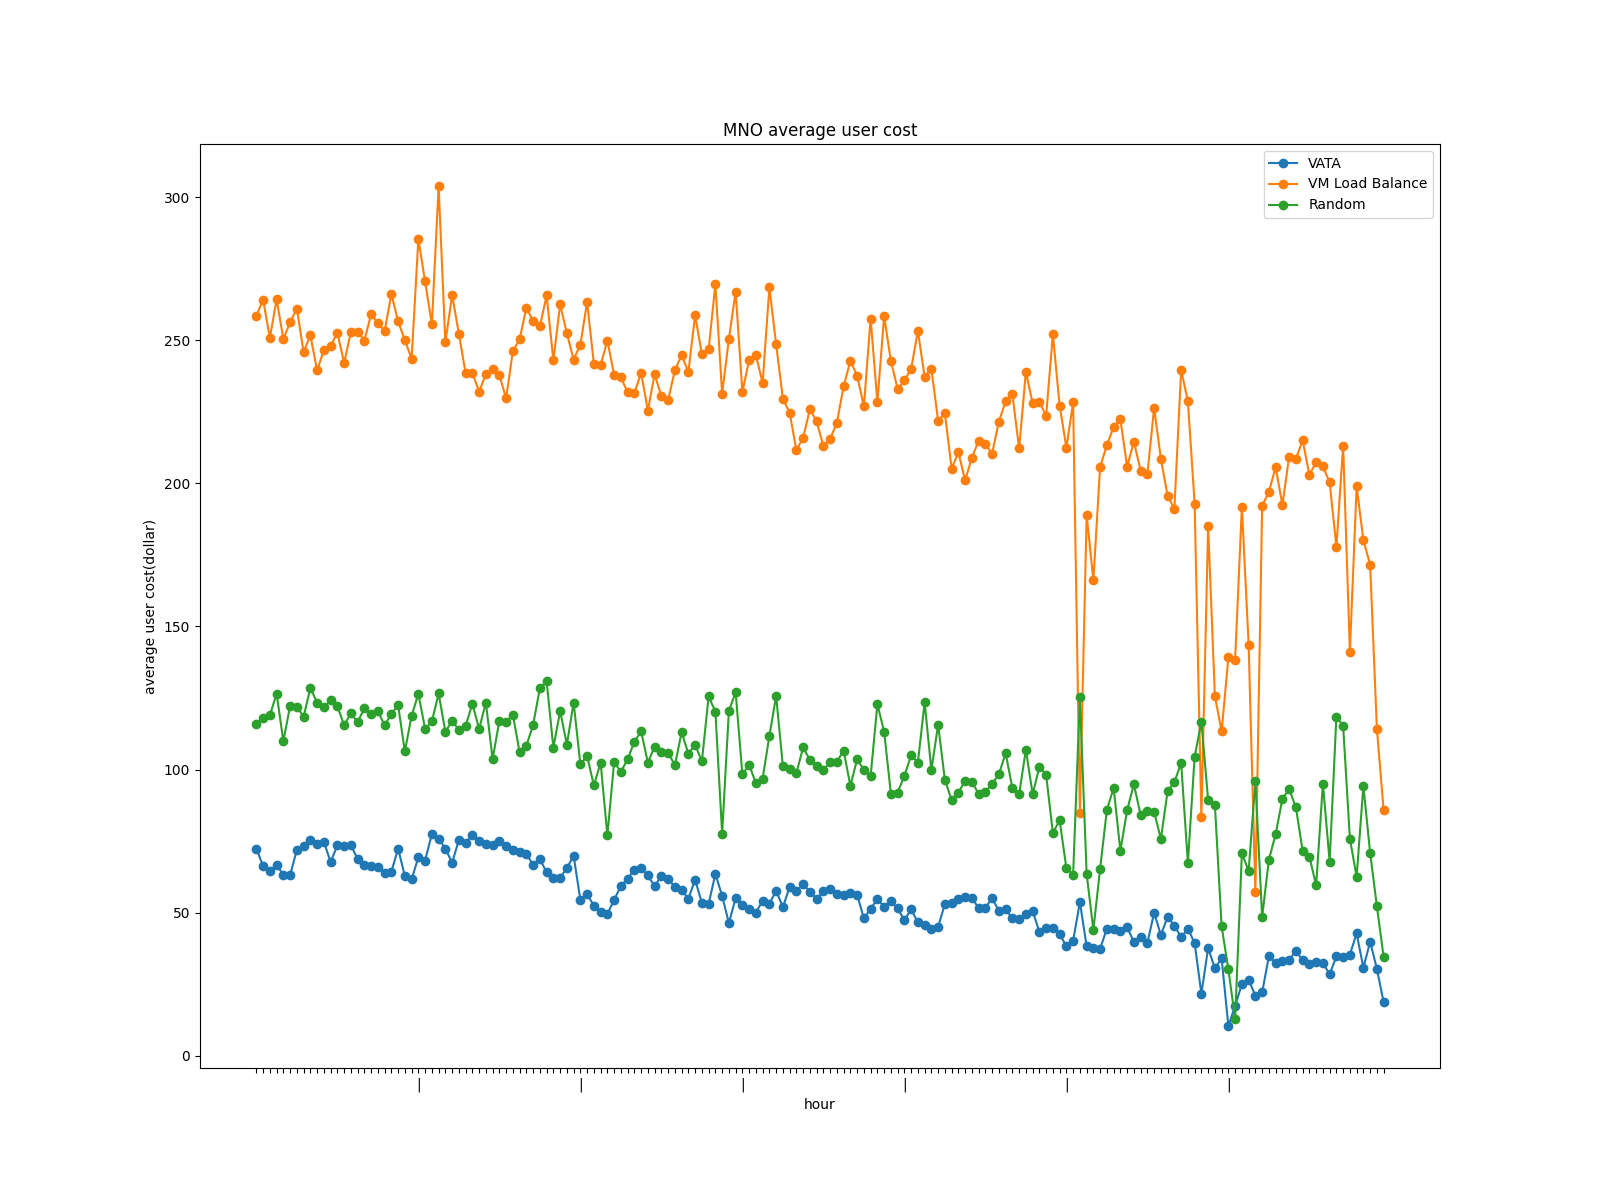 MNO average user cost
VATA
VM Load Balance
Random
300
250
200
150
100
50
0
average user cost(dollar)
| | | | | |
hour